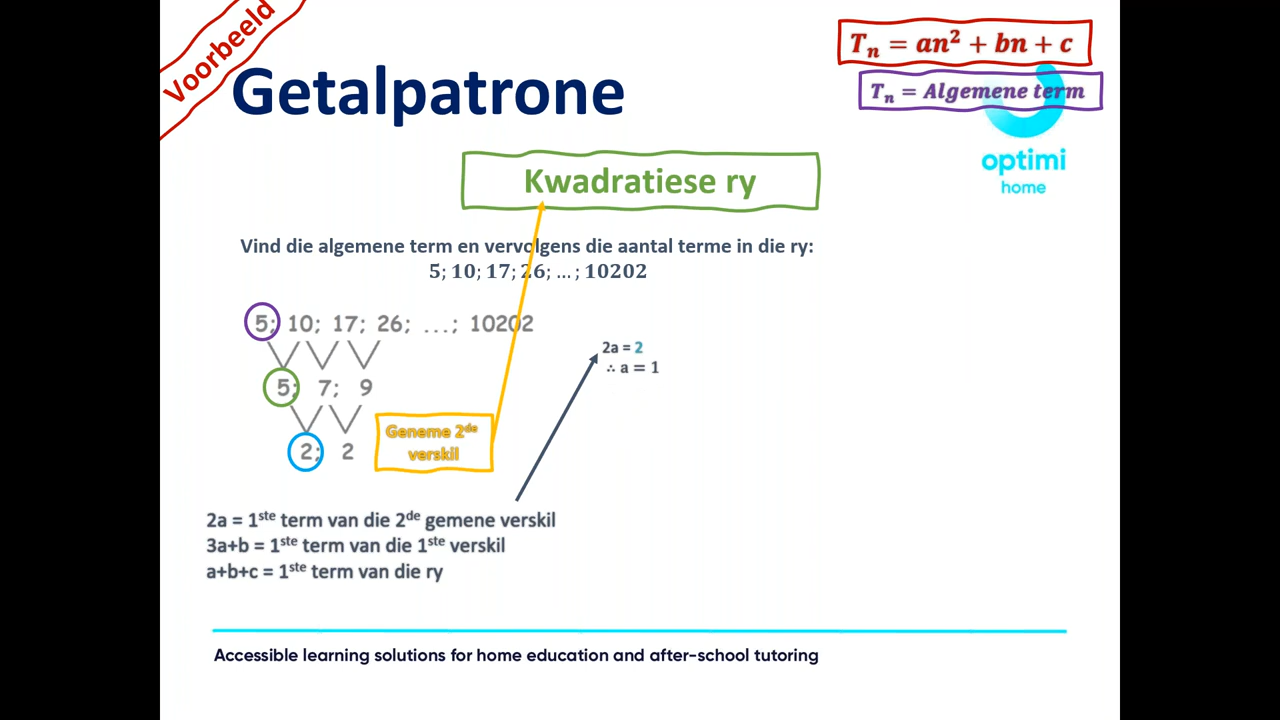 Voorbeeld
Getalpatrone
Tₙ = an² + bn + c
Tₙ = Algemene term
optimi
home
Kwadratiese ry
Vind die algemene term en vervolgens die aantal terme in die ry:
5; 10; 17; 26; … ; 10202
5; 10; 17; 26; ...; 10202
2a = 2
∴ a = 1
5; 7; 9
Geneme 2de
verskil
2; 2
2a = 1ste term van die 2de gemene verskil
3a+b = 1ste term van die 1ste verskil
a+b+c = 1ste term van die ry
Accessible learning solutions for home education and after-school tutoring